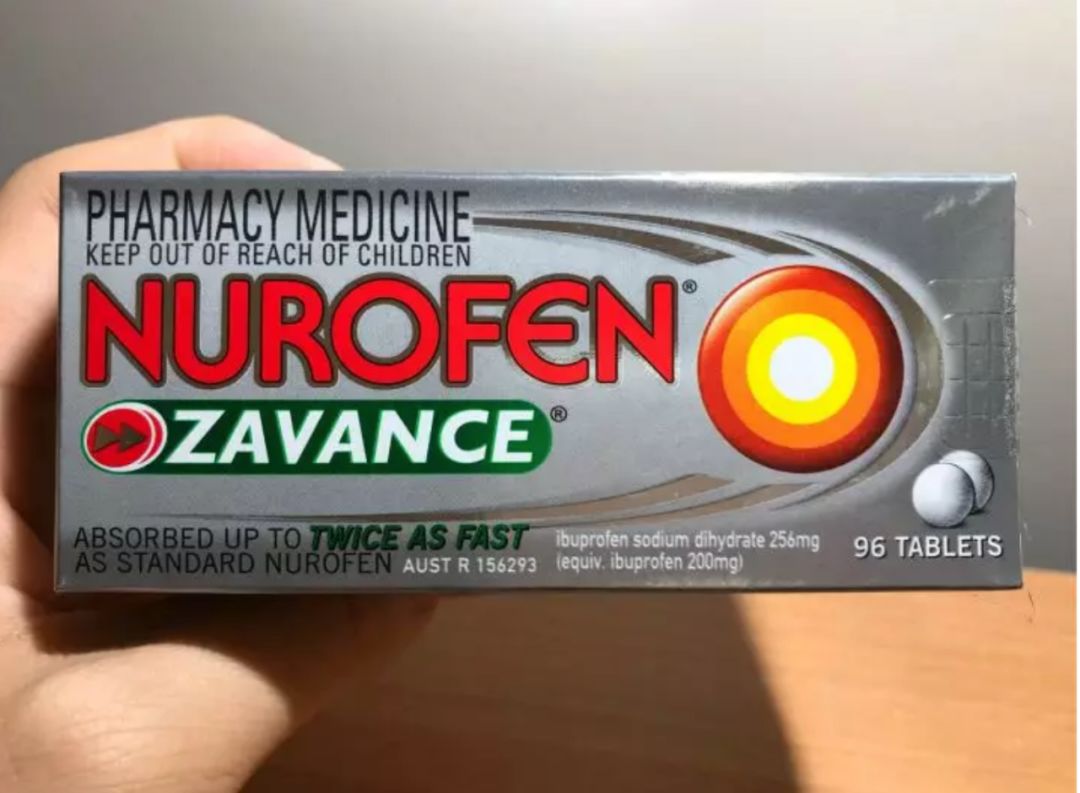 PHARMACY MEDICINE
KEEP OUT OF REACH OF CHILDREN
NUROFEN®
ZAVANCE®
ABSORBED UP TO TWICE AS FAST
AS STANDARD NUROFEN AUST R 156293
ibuprofen sodium dihydrate 256mg
(equiv. ibuprofen 200mg)
96 TABLETS